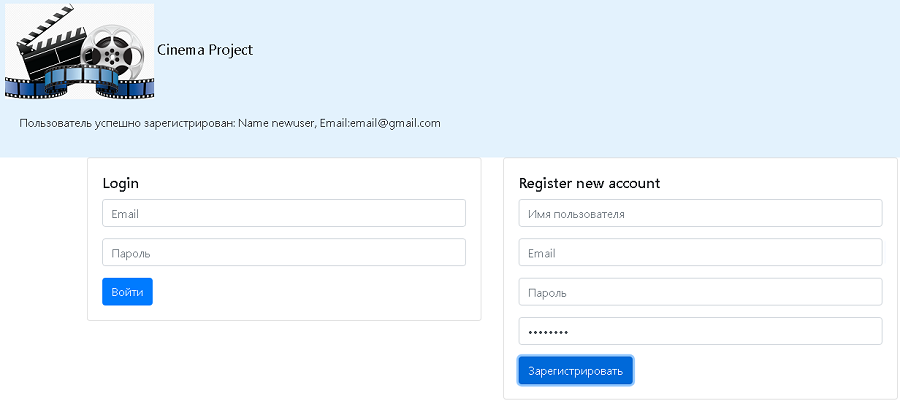 Cinema Project
Пользователь успешно зарегистрирован: Name newuser, Email:email@gmail.com
Login
Email
Пароль
Войти
Register new account
Имя пользователя
Email
Пароль
••••••••
Зарегистрировать